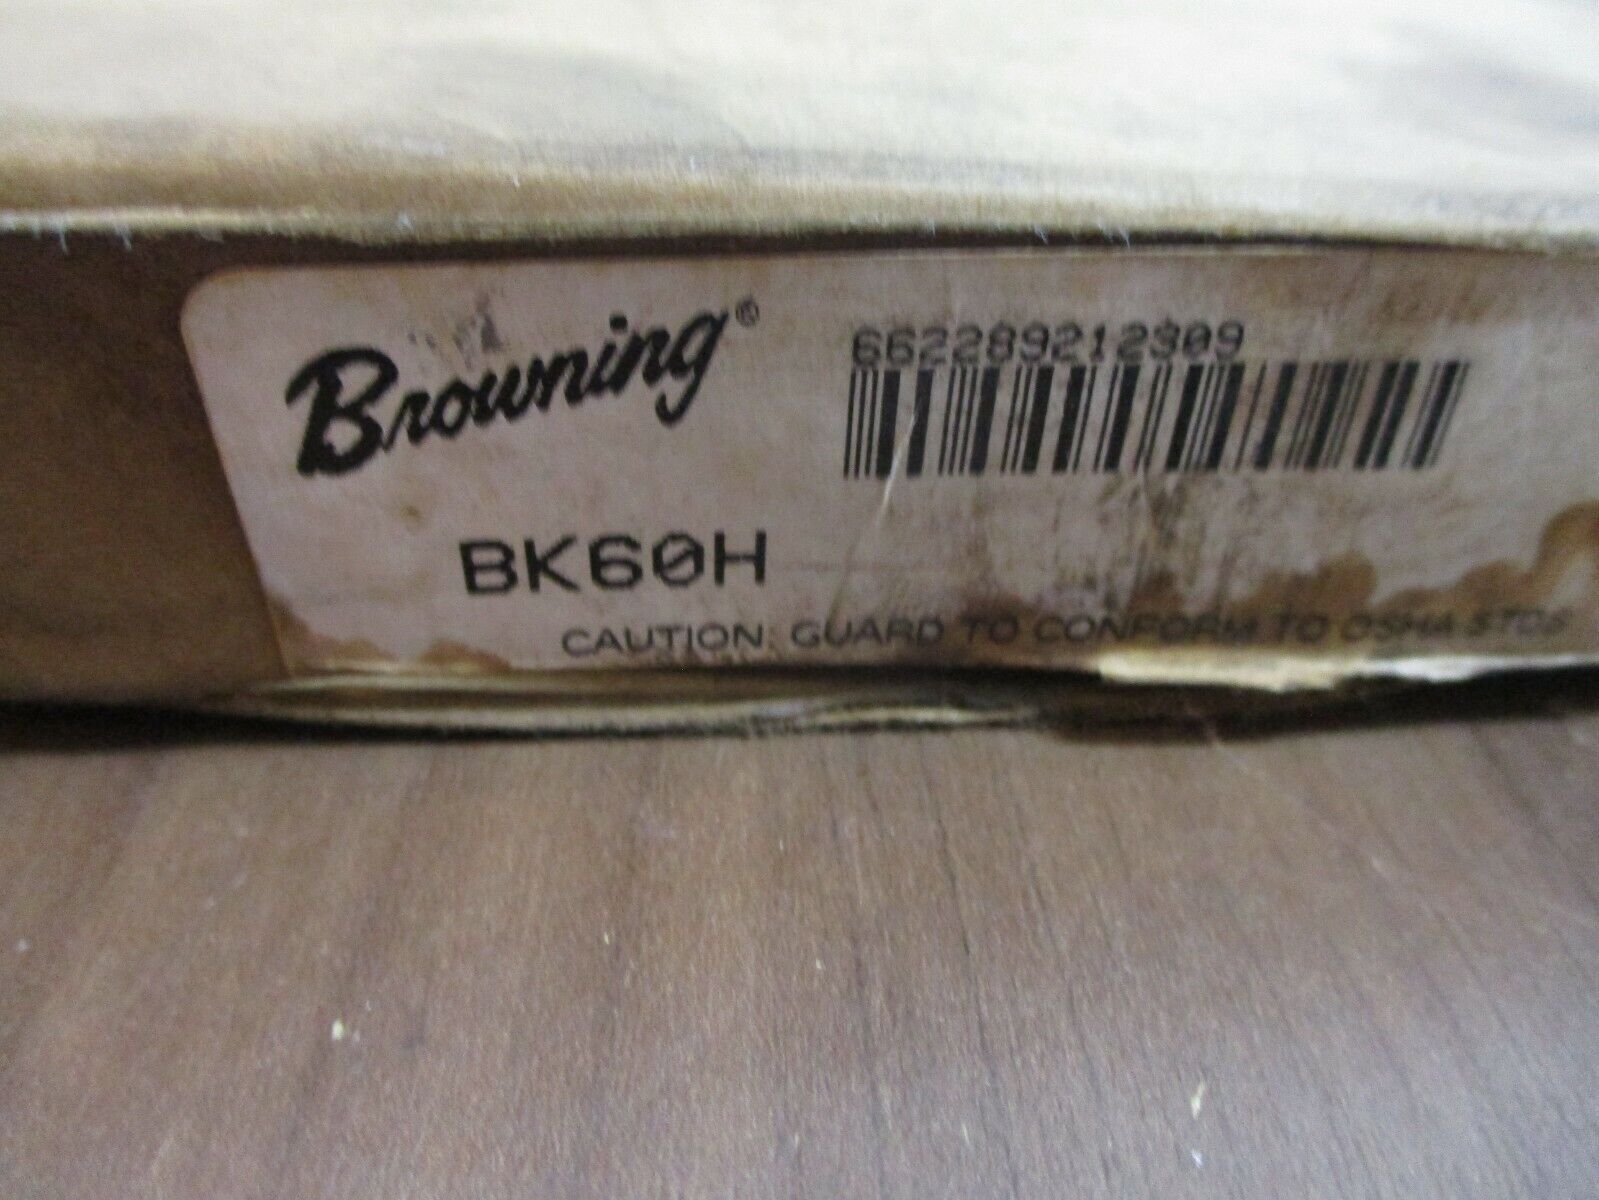 Browning®
662289212309
BK60H
CAUTION: GUARD TO CONFORM TO OSHA STDS